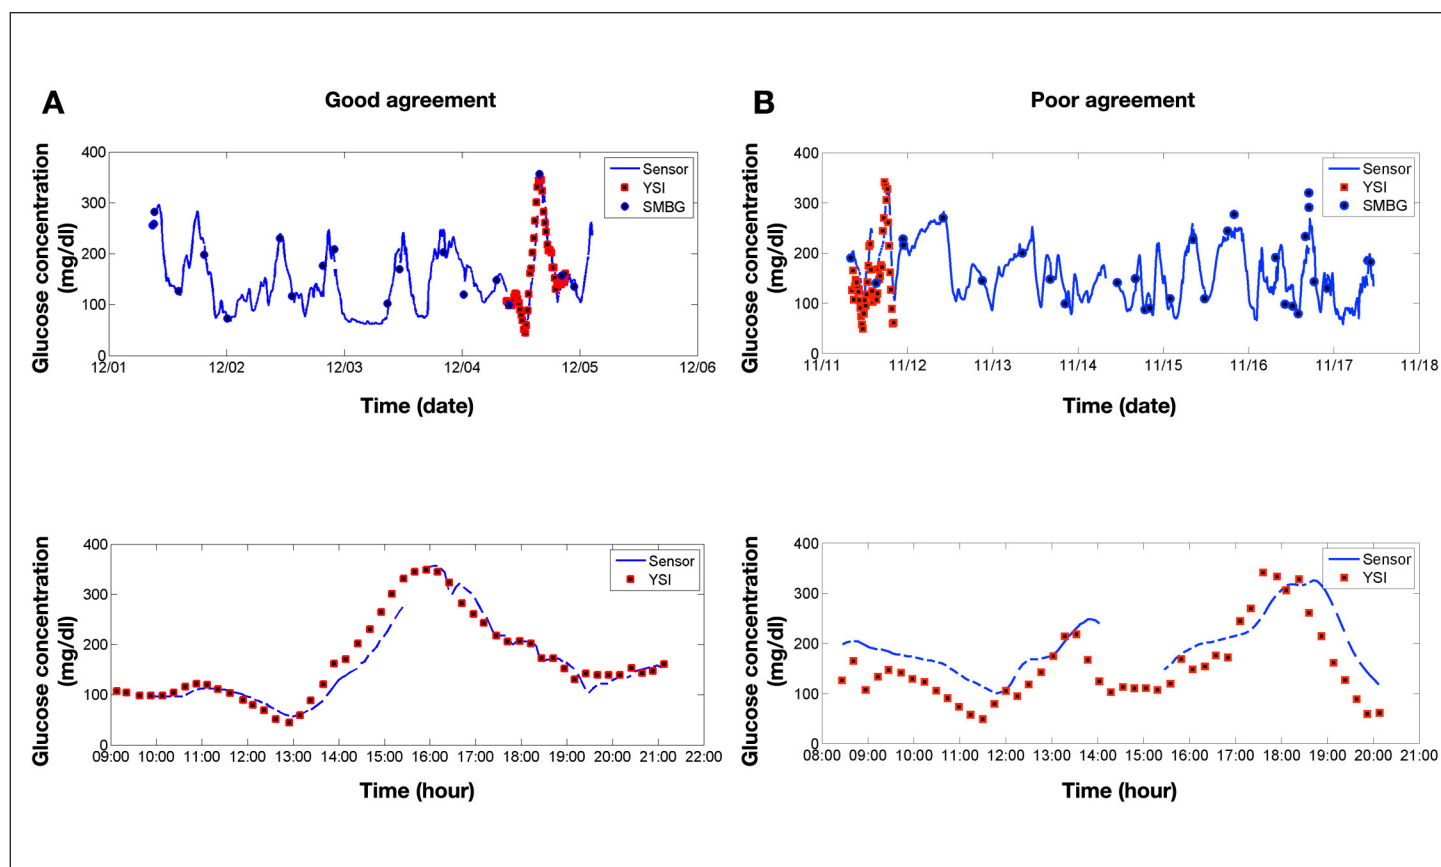 A
Good agreement
Glucose concentration
(mg/dl)
400
300
200
100
0
Sensor
YSI
SMBG
12/01
12/02
12/03
12/04
12/05
12/06
Time (date)
B
Poor agreement
Glucose concentration
(mg/dl)
400
300
200
100
0
Sensor
YSI
SMBG
11/11
11/12
11/13
11/14
11/15
11/16
11/17
11/18
Time (date)
Glucose concentration
(mg/dl)
400
300
200
100
0
Sensor
YSI
09:00
10:00
11:00
12:00
13:00
14:00
15:00
16:00
17:00
18:00
19:00
20:00
21:00
22:00
Time (hour)
Glucose concentration
(mg/dl)
400
300
200
100
0
Sensor
YSI
08:00
09:00
10:00
11:00
12:00
13:00
14:00
15:00
16:00
17:00
18:00
19:00
20:00
21:00
Time (hour)